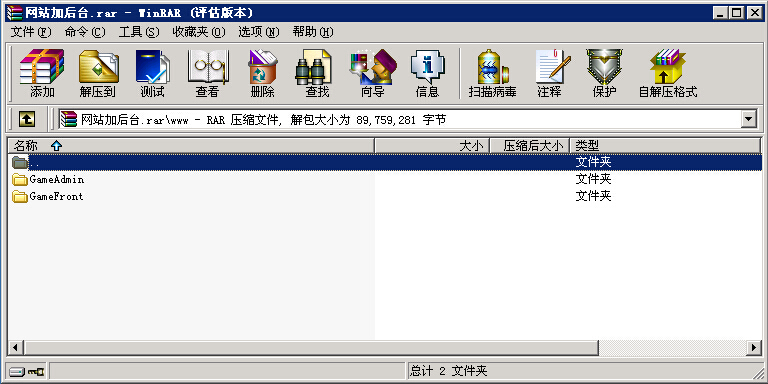 网站加后台.rar - WinRAR (评估版本)
文件(F) 命令(C) 工具(S) 收藏夹(O) 选项(N) 帮助(H)
添加 解压到 测试 查看 删除 查找 向导 信息 扫描病毒 注释 保护 自解压格式
网站加后台.rar\www - RAR 压缩文件, 解包大小为 89,759,281 字节
名称 大小 压缩后大小 类型
.. 文件夹
GameAdmin 文件夹
GameFront 文件夹
总计 2 文件夹